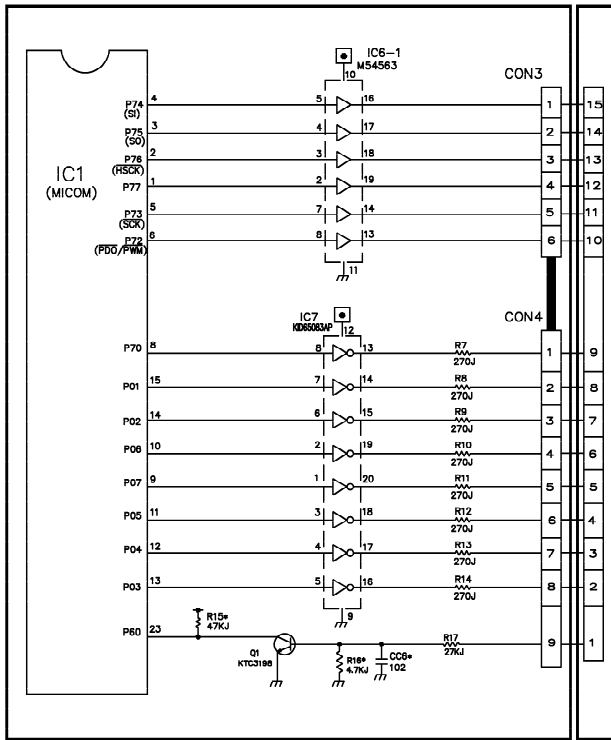 IC6-1
M54563
10
CON3
IC1
(MICOM)
P74 4 5 16 1 15
(SI)
P75 3 4 17 2 14
(SO)
P76 2 3 18 3 13
(HSCK)
P77 1 2 19 4 12
P73 5 7 14 5 11
(SCK)
P72 6 8 13 6 10
(PDO/PWM)
11
IC7
KID65083AP
12
CON4
P70 8 8 13 R7 1 9
270J
P01 15 7 14 R8 2 8
270J
P02 14 6 15 R9 3 7
270J
P06 10 2 19 R10 4 6
270J
P07 9 1 20 R11 5 5
270J
P05 11 3 18 R12 6 4
270J
P04 12 4 17 R13 7 3
270J
P03 13 5 16 R14 8 2
270J
9
R15*
47KJ
P60 23 R17 9 1
27KJ
Q1
KTC3198
R16*
4.7KJ
CC6*
102